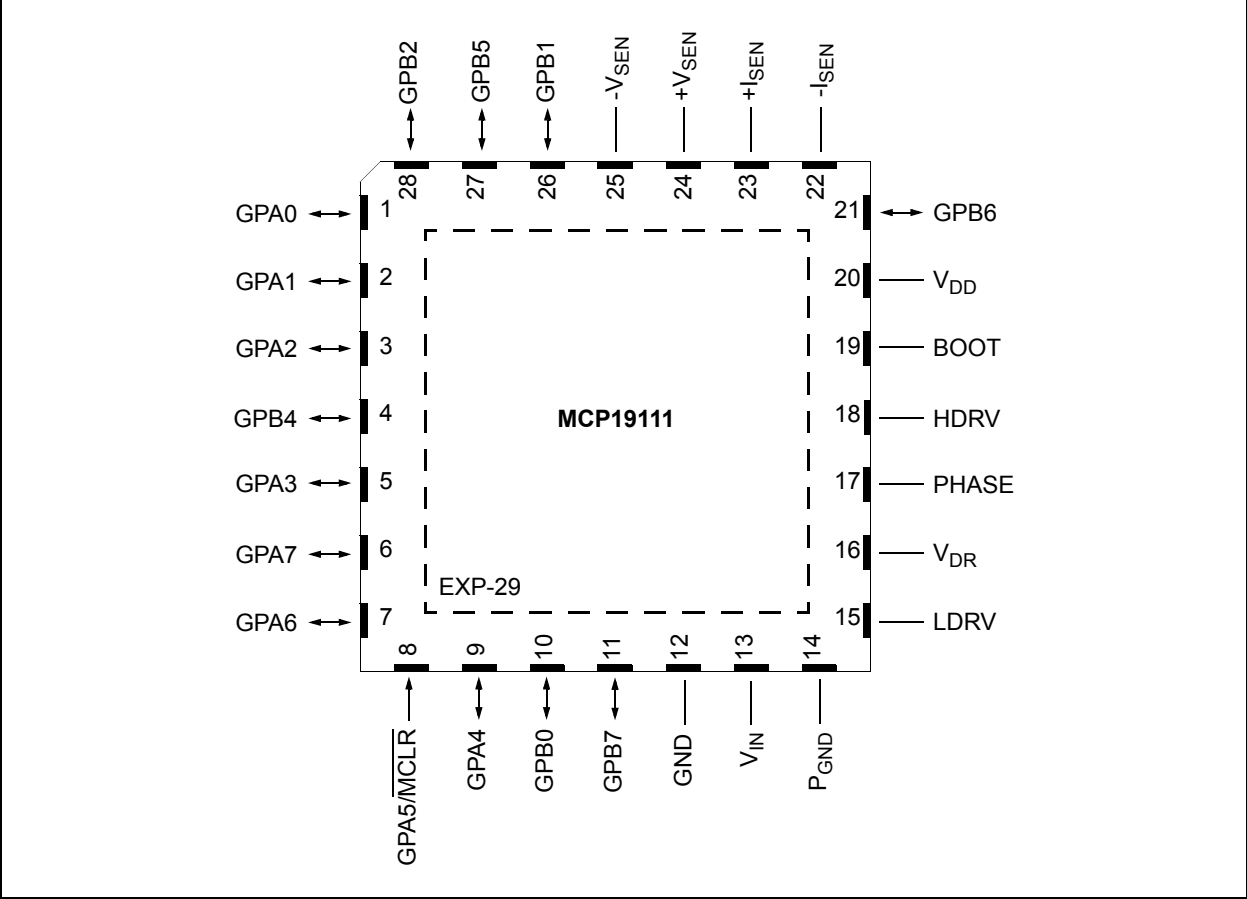 GPB2
GPB5
GPB1
-VSEN
+VSEN
+ISEN
-ISEN
28
27
26
25
24
23
22
GPA0 1
21 GPB6
GPA1 2
20 VDD
GPA2 3
19 BOOT
GPB4 4
MCP19111
18 HDRV
GPA3 5
17 PHASE
GPA7 6
16 VDR
EXP-29
GPA6 7
15 LDRV
8
9
10
11
12
13
14
GPA5/MCLR
GPA4
GPB0
GPB7
GND
VIN
PGND